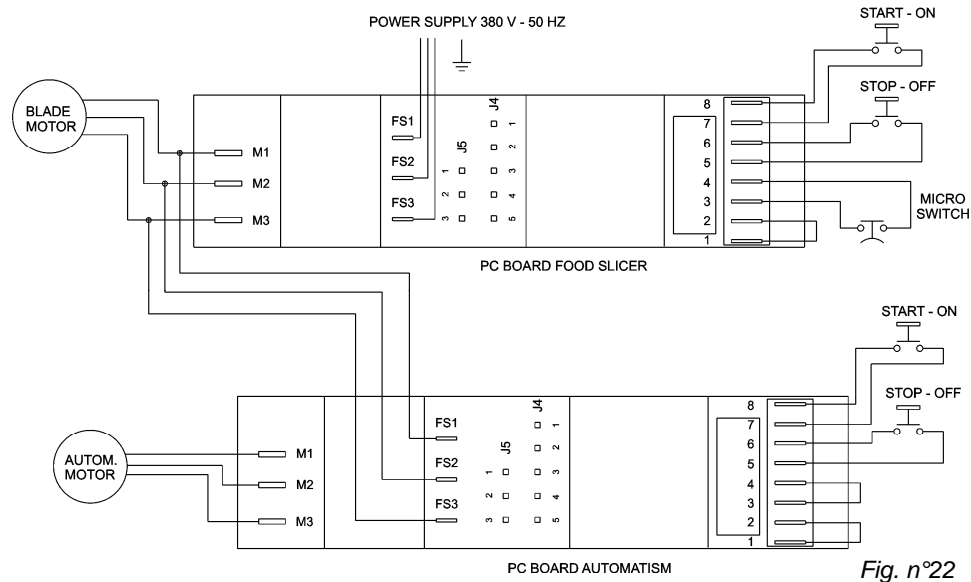 POWER SUPPLY 380 V - 50 HZ
START - ON
STOP - OFF
MICRO
SWITCH
BLADE
MOTOR
M1
M2
M3
FS1
FS2
FS3
J5
1
2
3
J4
1
2
3
4
5
8
7
6
5
4
3
2
1
PC BOARD FOOD SLICER
START - ON
STOP - OFF
AUTOM.
MOTOR
M1
M2
M3
FS1
FS2
FS3
J5
1
2
3
J4
1
2
3
4
5
8
7
6
5
4
3
2
1
PC BOARD AUTOMATISM
Fig. n°22